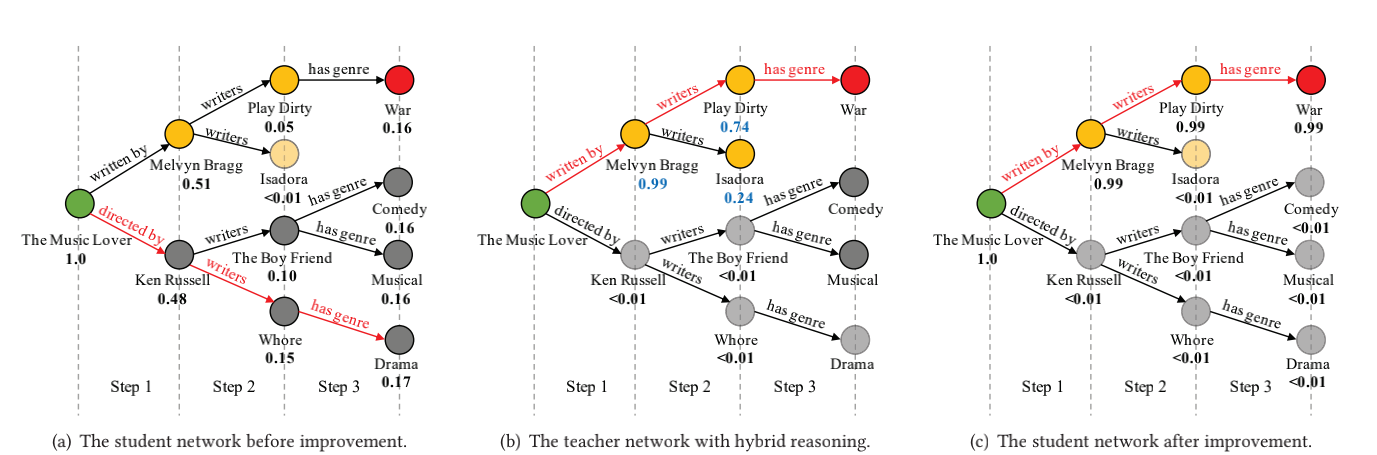 writers
has genre
Play Dirty
0.05
War
0.16
written by
writers
Melvyn Bragg
0.51
Isadora
<0.01
has genre
Comedy
0.16
directed by
The Music Lover
1.0
writers
has genre
The Boy Friend
0.10
Ken Russell
0.48
Musical
0.16
writers
has genre
Whore
0.15
Drama
0.17
Step 1
Step 2
Step 3
(a) The student network before improvement.
writers
has genre
Play Dirty
0.74
War
written by
writers
Melvyn Bragg
0.99
Isadora
0.24
has genre
Comedy
directed by
The Music Lover
writers
has genre
The Boy Friend
<0.01
Ken Russell
<0.01
Musical
writers
has genre
Whore
<0.01
Drama
Step 1
Step 2
Step 3
(b) The teacher network with hybrid reasoning.
writers
has genre
Play Dirty
0.99
War
0.99
written by
writers
Melvyn Bragg
0.99
Isadora
<0.01
has genre
Comedy
<0.01
directed by
The Music Lover
1.0
writers
has genre
The Boy Friend
<0.01
Ken Russell
<0.01
Musical
<0.01
writers
has genre
Whore
<0.01
Drama
<0.01
Step 1
Step 2
Step 3
(c) The student network after improvement.